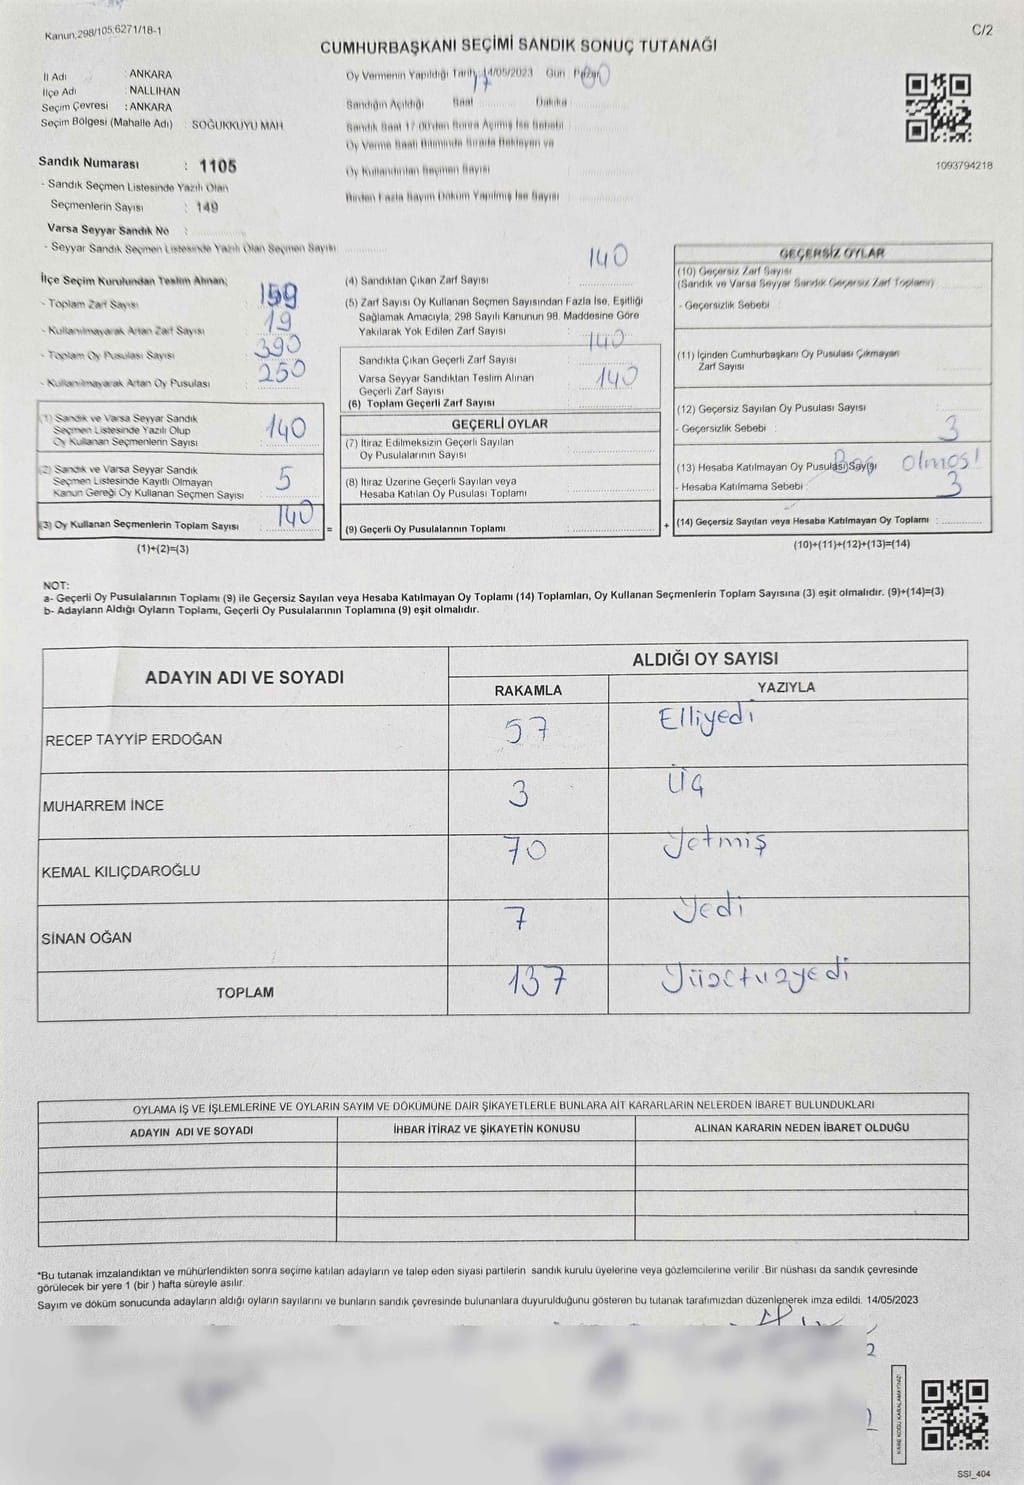 Kanun.298/105,6271/18-1
C/2
CUMHURBAŞKANI SEÇİMİ SANDIK SONUÇ TUTANAĞI
İl Adı : ANKARA
İlçe Adı : NALLIHAN
Seçim Çevresi : ANKARA
Seçim Bölgesi (Mahalle Adı) : SOĞUKKUYU MAH
Sandık Numarası : 1105
- Sandık Seçmen Listesinde Yazılı Olan
Seçmenlerin Sayısı : 149
Varsa Seyyar Sandık No :
- Seyyar Sandık Seçmen Listesinde Yazılı Olan Seçmen Sayısı
Oy Vermenin Yapıldığı Tarih 14/05/2023 Gün : Pazar
17 00
Sandığın Açıldığı Saat Dakika
Sandık Saat 17:00'den Sonra Açılmış İse Sebebi
Oy Verme Saati Bitiminde Sırada Bekleyen ve
Oy Kullandırılan Seçmen Sayısı
Birden Fazla Sayım Döküm Yapılmış İse Sayısı
1093794218
İlçe Seçim Kurulundan Teslim Alınan;
- Toplam Zarf Sayısı : 159
- Kullanılmayarak Artan Zarf Sayısı : 19
- Toplam Oy Pusulası Sayısı : 390
- Kullanılmayarak Artan Oy Pusulası : 250
(1) Sandık ve Varsa Seyyar Sandık
Seçmen Listesinde Yazılı Olup
Oy Kullanan Seçmenlerin Sayısı : 140
(2) Sandık ve Varsa Seyyar Sandık
Seçmen Listesinde Kayıtlı Olmayan
Kanun Gereği Oy Kullanan Seçmen Sayısı : 5
(3) Oy Kullanan Seçmenlerin Toplam Sayısı : 140
(1)+(2)=(3)
140
(4) Sandıktan Çıkan Zarf Sayısı
(5) Zarf Sayısı Oy Kullanan Seçmen Sayısından Fazla İse, Eşitliği
Sağlamak Amacıyla, 298 Sayılı Kanunun 98. Maddesine Göre
Yakılarak Yok Edilen Zarf Sayısı :
140
Sandıkta Çıkan Geçerli Zarf Sayısı
Varsa Seyyar Sandıktan Teslim Alınan : 140
Geçerli Zarf Sayısı
(6) Toplam Geçerli Zarf Sayısı
GEÇERLİ OYLAR
(7) İtiraz Edilmeksizin Geçerli Sayılan
Oy Pusulalarının Sayısı :
(8) İtiraz Üzerine Geçerli Sayılan veya
Hesaba Katılan Oy Pusulası Toplamı :
= (9) Geçerli Oy Pusulalarının Toplamı :
GEÇERSİZ OYLAR
(10) Geçersiz Zarf Sayısı
(Sandık ve Varsa Seyyar Sandık Geçersiz Zarf Toplamı)
- Geçersizlik Sebebi :
(11) İçinden Cumhurbaşkanı Oy Pusulası Çıkmayan
Zarf Sayısı
(12) Geçersiz Sayılan Oy Pusulası Sayısı
- Geçersizlik Sebebi : 3
(13) Hesaba Katılmayan Oy Pusulası Sayısı
- Hesaba Katılmama Sebebi : 3
+ (14) Geçersiz Sayılan veya Hesaba Katılmayan Oy Toplamı :
(10)+(11)+(12)+(13)=(14)
NOT:
a- Geçerli Oy Pusulalarının Toplamı (9) ile Geçersiz Sayılan veya Hesaba Katılmayan Oy Toplamı (14) Toplamları, Oy Kullanan Seçmenlerin Toplam Sayısına (3) eşit olmalıdır. (9)+(14)=(3)
b- Adayların Aldığı Oyların Toplamı, Geçerli Oy Pusulalarının Toplamına (9) eşit olmalıdır.
ADAYIN ADI VE SOYADI
ALDIĞI OY SAYISI
RAKAMLA YAZIYLA
RECEP TAYYİP ERDOĞAN 57 Elliyedi
MUHARREM İNCE 3 Üç
KEMAL KILIÇDAROĞLU 70 Yetmiş
SİNAN OĞAN 7 Yedi
TOPLAM 137
OYLAMA İŞ VE İŞLEMLERİNE VE OYLARIN SAYIM VE DÖKÜMÜNE DAİR ŞİKAYETLERLE BUNLARA AİT KARARLARIN NELERDEN İBARET BULUNDUKLARI
ADAYIN ADI VE SOYADI İHBAR İTİRAZ VE ŞİKAYETİN KONUSU ALINAN KARARIN NEDEN İBARET OLDUĞU
*Bu tutanak imzalandıktan ve mühürlendikten sonra seçime katılan adayların ve talep eden siyasi partilerin sandık kurulu üyelerine veya gözlemcilerine verilir .Bir nüshası da sandık çevresinde
görülecek bir yere 1 (bir ) hafta süreyle asılır.
Sayım ve döküm sonucunda adayların aldığı oyların sayılarını ve bunların sandık çevresinde bulunanlara duyurulduğunu gösteren bu tutanak tarafımızdan düzenlenerek imza edildi. 14/05/2023
KARE KODU KARALAMAYINIZ!
SSI_404